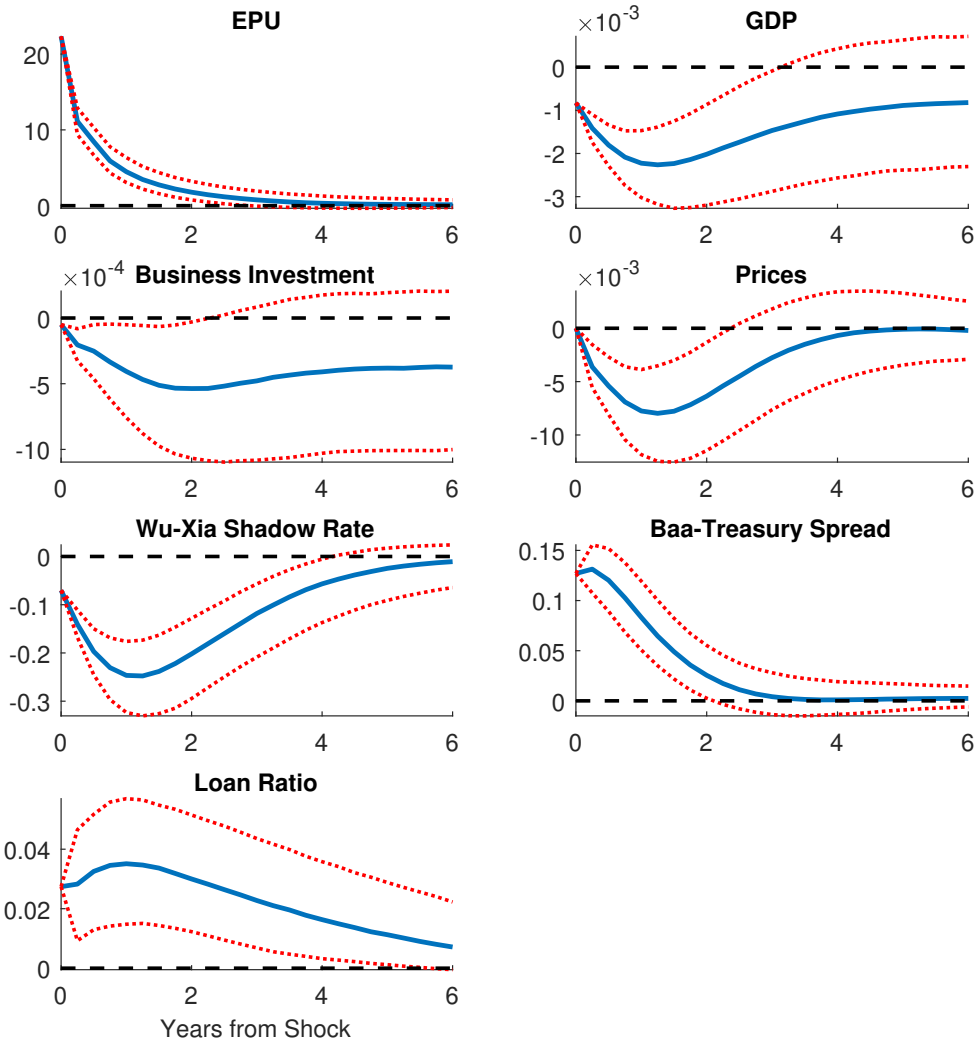 EPU
20
10
0
0 2 4 6
GDP
×10-3
0
-1
-2
-3
0 2 4 6
Business Investment
×10-4
0
-5
-10
0 2 4 6
Prices
×10-3
0
-5
-10
0 2 4 6
Wu-Xia Shadow Rate
0
-0.1
-0.2
-0.3
0 2 4 6
Baa-Treasury Spread
0.15
0.1
0.05
0
0 2 4 6
Loan Ratio
0.04
0.02
0
0 2 4 6
Years from Shock